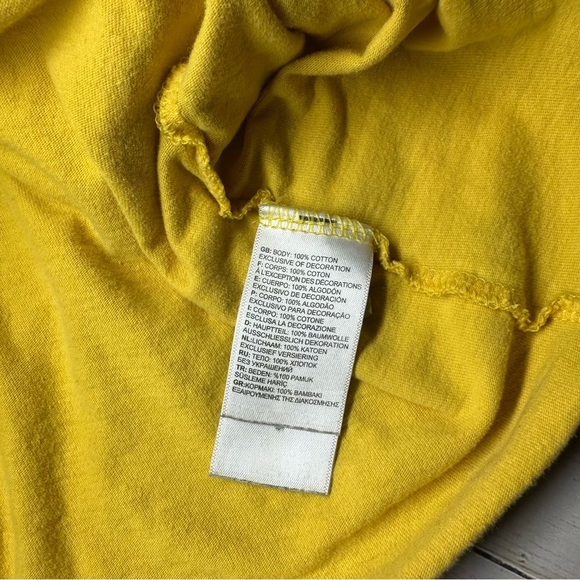 GB: BODY: 100% COTTON
EXCLUSIVE OF DECORATION
F: CORPS: 100% COTON
À L'EXCEPTION DES DÉCORATIONS
E: CUERPO: 100% ALGODÓN
EXCLUSIVO DE DECORACIÓN
P: CORPO: 100% ALGODÃO
EXCLUSIVO PARA DECORAÇÃO
I: CORPO: 100% COTONE
ESCLUSA LA DECORAZIONE
D: HAUPTTEIL: 100% BAUMWOLLE
AUSSCHLIESSLICH DEKORATION
NL:LICHAAM: 100% KATOEN
EXCLUSIEF VERSIERING
RU: ТЕЛО: 100% ХЛОПОК
БЕЗ УКРАШЕНИЙ
TR: BEDEN: %100 PAMUK
SÜSLEME HARİÇ
GR:ΚΟΡΜΑΚΙ: 100% ΒΑΜΒΑΚΙ
ΕΞΑΙΡΟΥΜΕΝΗΣ ΤΗΣ ΔΙΑΚΟΣΜΗΣΗΣ